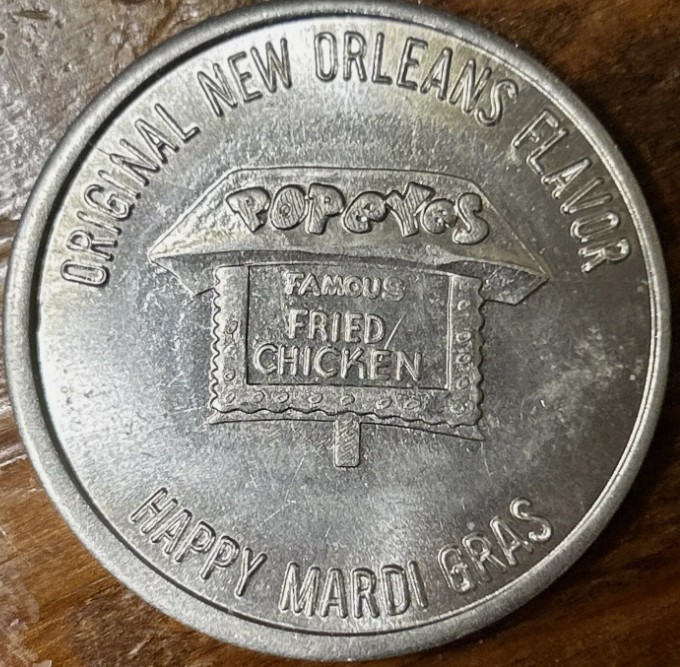 ORIGINAL NEW ORLEANS FLAVOR
POPEYES
FAMOUS
FRIED
CHICKEN
HAPPY MARDI GRAS